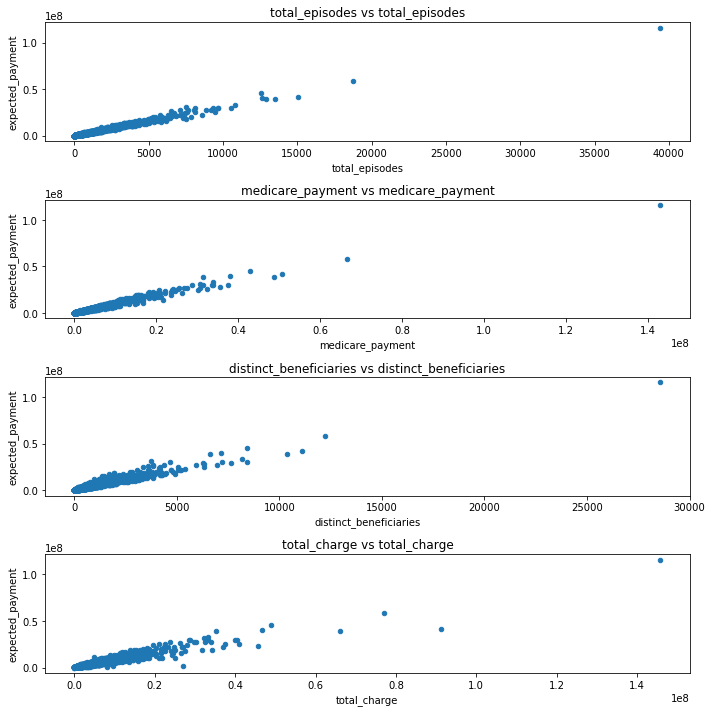 total_episodes vs total_episodes
1e8
1.0
0.5
0.0
expected_payment
0 5000 10000 15000 20000 25000 30000 35000 40000
total_episodes
medicare_payment vs medicare_payment
1e8
1.0
0.5
0.0
expected_payment
0.0 0.2 0.4 0.6 0.8 1.0 1.2 1.4
1e8
medicare_payment
distinct_beneficiaries vs distinct_beneficiaries
1e8
1.0
0.5
0.0
expected_payment
0 5000 10000 15000 20000 25000 30000
distinct_beneficiaries
total_charge vs total_charge
1e8
1.0
0.5
0.0
expected_payment
0.0 0.2 0.4 0.6 0.8 1.0 1.2 1.4
1e8
total_charge